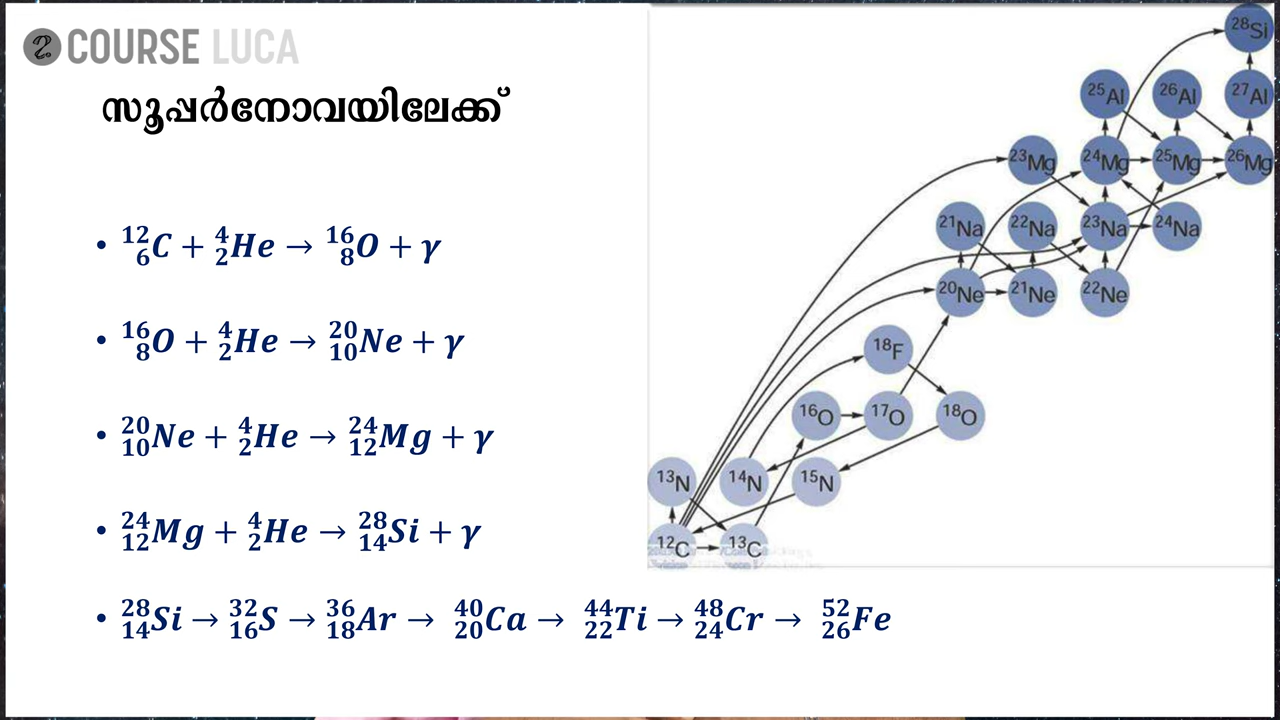 COURSE LUCA
സൂപ്പർനോവയിലേക്ക്
• ¹²₆C + ⁴₂He → ¹⁶₈O + γ
• ¹⁶₈O + ⁴₂He → ²⁰₁₀Ne + γ
• ²⁰₁₀Ne + ⁴₂He → ²⁴₁₂Mg + γ
• ²⁴₁₂Mg + ⁴₂He → ²⁸₁₄Si + γ
• ²⁸₁₄Si → ³²₁₆S → ³⁶₁₈Ar → ⁴⁰₂₀Ca → ⁴⁴₂₂Ti → ⁴⁸₂₄Cr → ⁵²₂₆Fe
²⁸Si
²⁵Al ²⁶Al ²⁷Al
²³Mg ²⁴Mg ²⁵Mg ²⁶Mg
²¹Na ²²Na ²³Na ²⁴Na
²⁰Ne ²¹Ne ²²Ne
¹⁸F
¹⁶O ¹⁷O ¹⁸O
¹³N ¹⁴N ¹⁵N
¹²C ¹³C